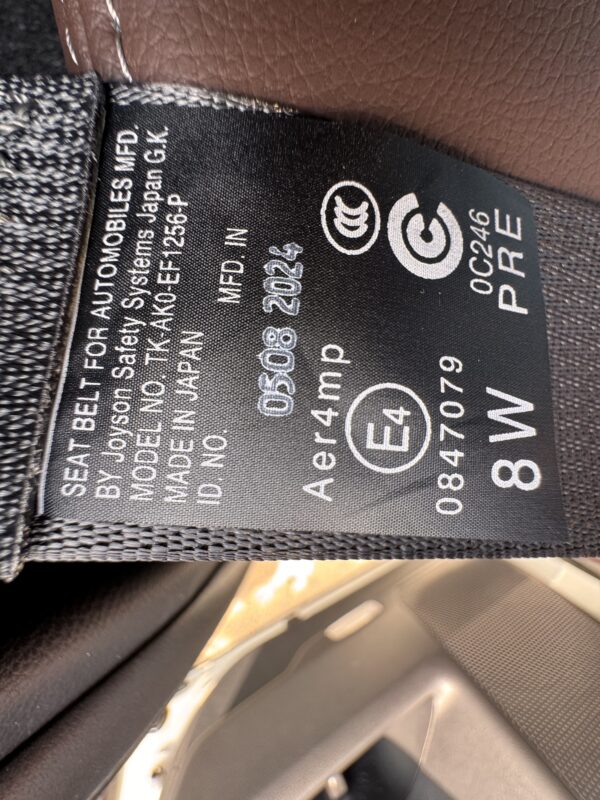 SEAT BELT FOR AUTOMOBILES MFD.
BY Joyson Safety Systems Japan G.K.
MODEL NO. TK-AK0-EF1256-P
MADE IN JAPAN
ID. NO.
MFD. IN
0508 2024
Aer4mp
CCC
E4
C
0847079
0C246
8W
PRE